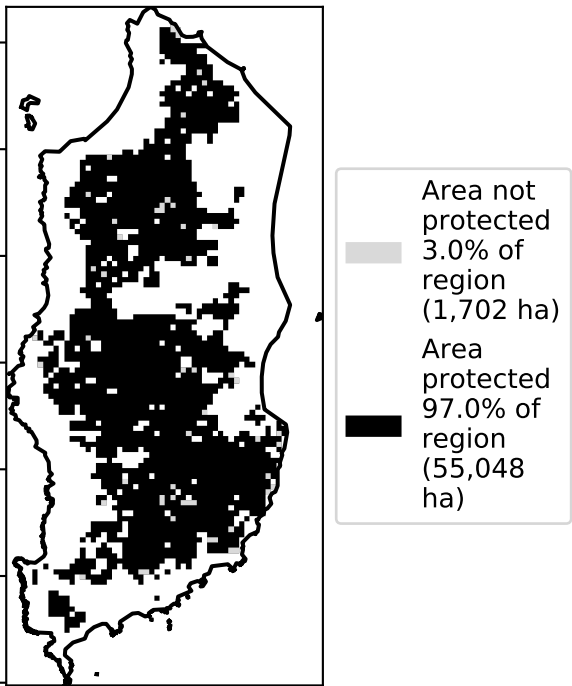 Area not
protected
3.0% of
region
(1,702 ha)
Area
protected
97.0% of
region
(55,048
ha)